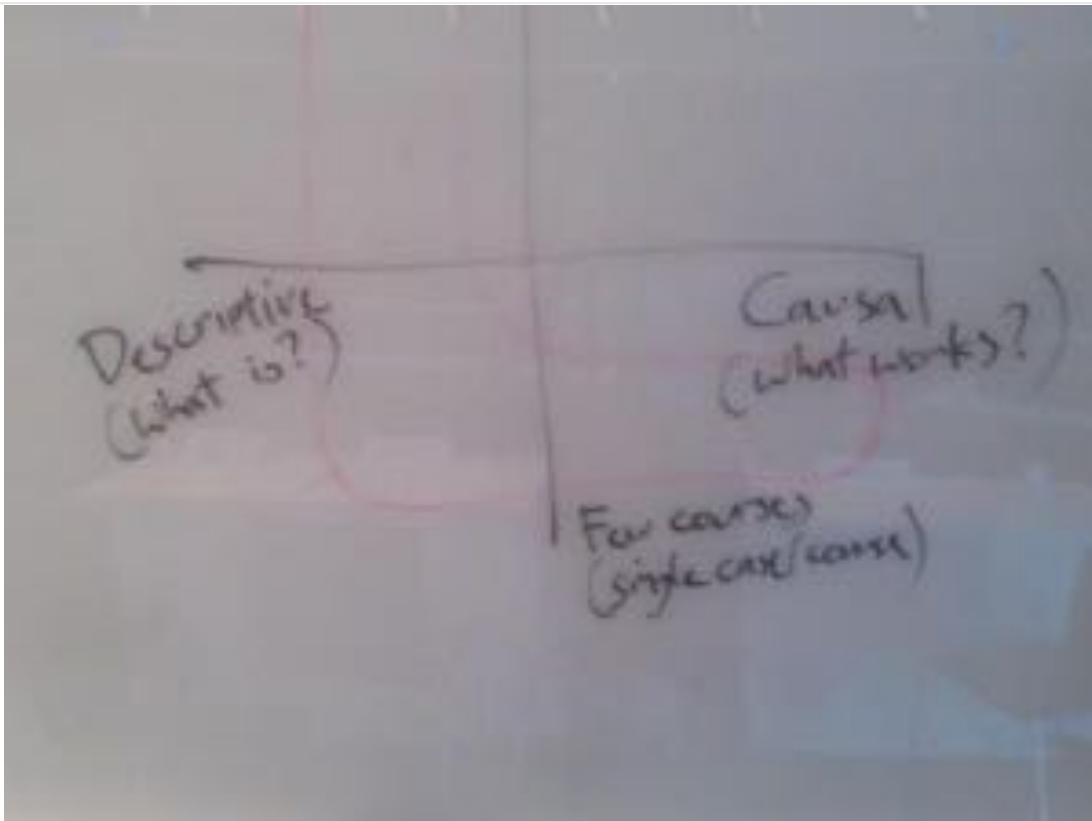 Descriptive
(what is?)
Causal
(what works?)
Few courses
(single case/course)